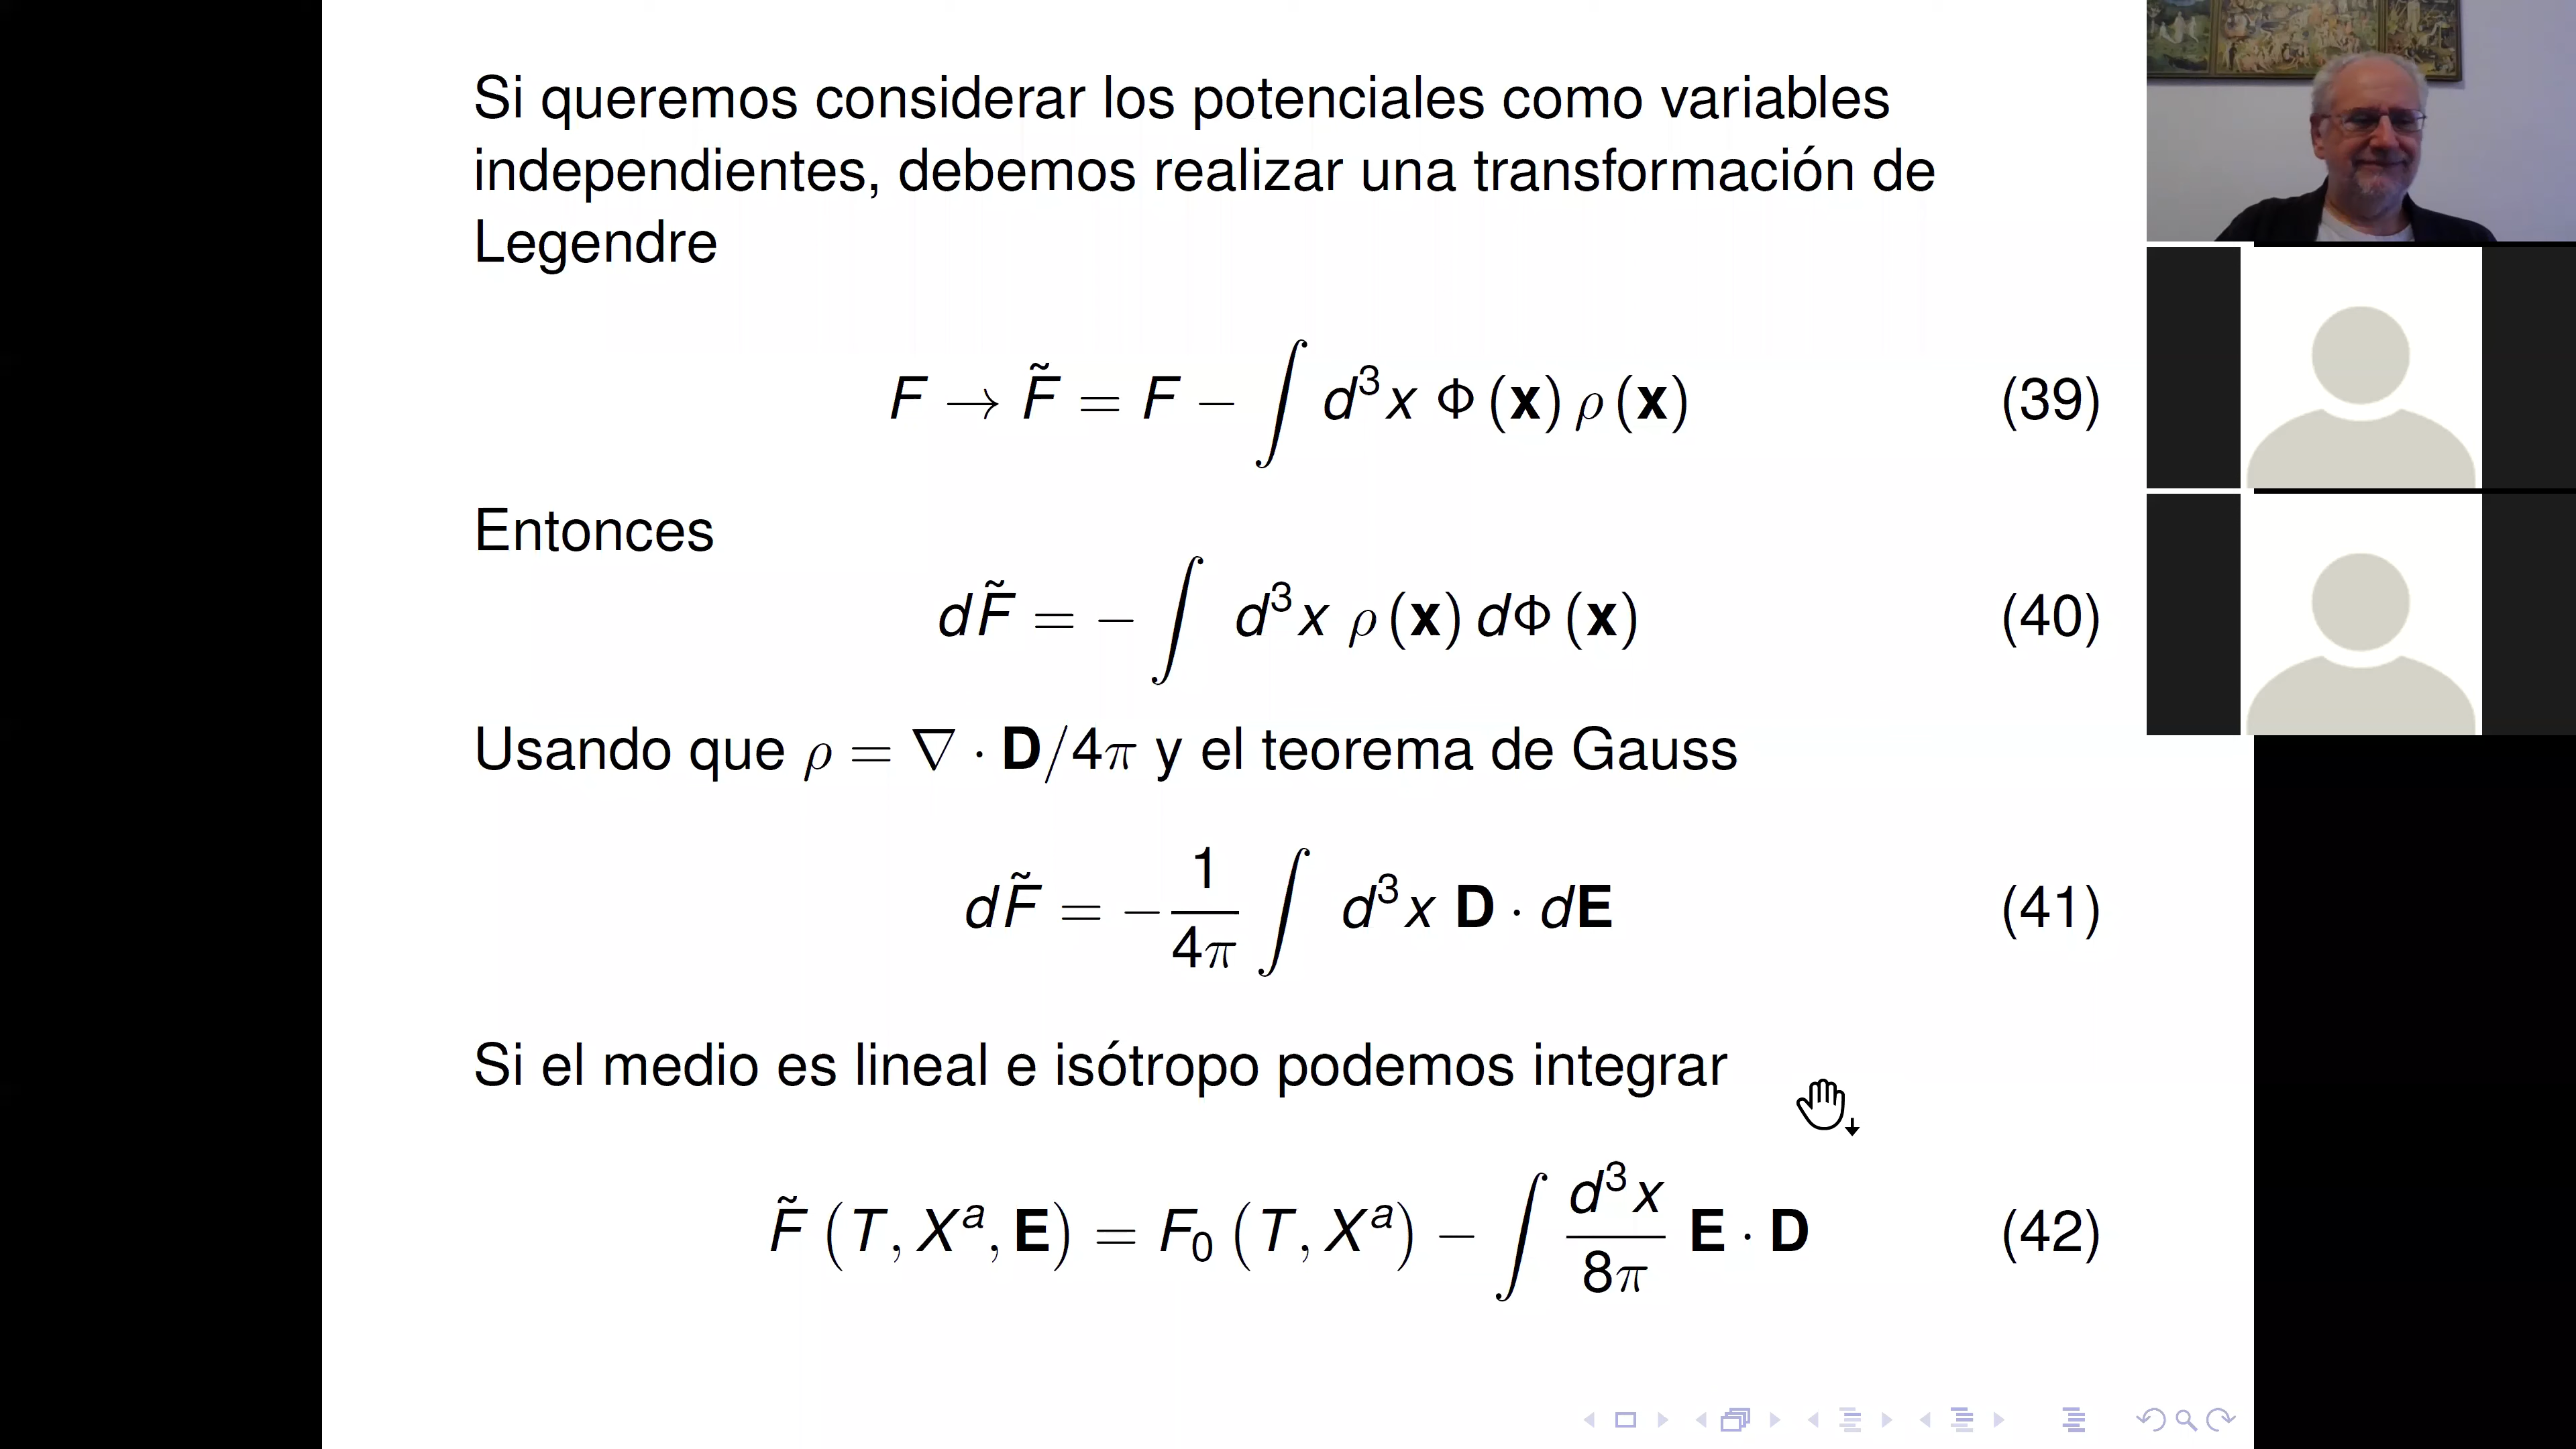 Si queremos considerar los potenciales como variables
independientes, debemos realizar una transformación de
Legendre
F → F̃ = F − ∫ d³x Φ (x) ρ (x) (39)
Entonces
dF̃ = − ∫ d³x ρ (x) dΦ (x) (40)
Usando que ρ = ∇ · D/4π y el teorema de Gauss
dF̃ = − 1/4π ∫ d³x D · dE (41)
Si el medio es lineal e isótropo podemos integrar
F̃ (T, Xᵃ, E) = F₀ (T, Xᵃ) − ∫ d³x/8π E · D (42)